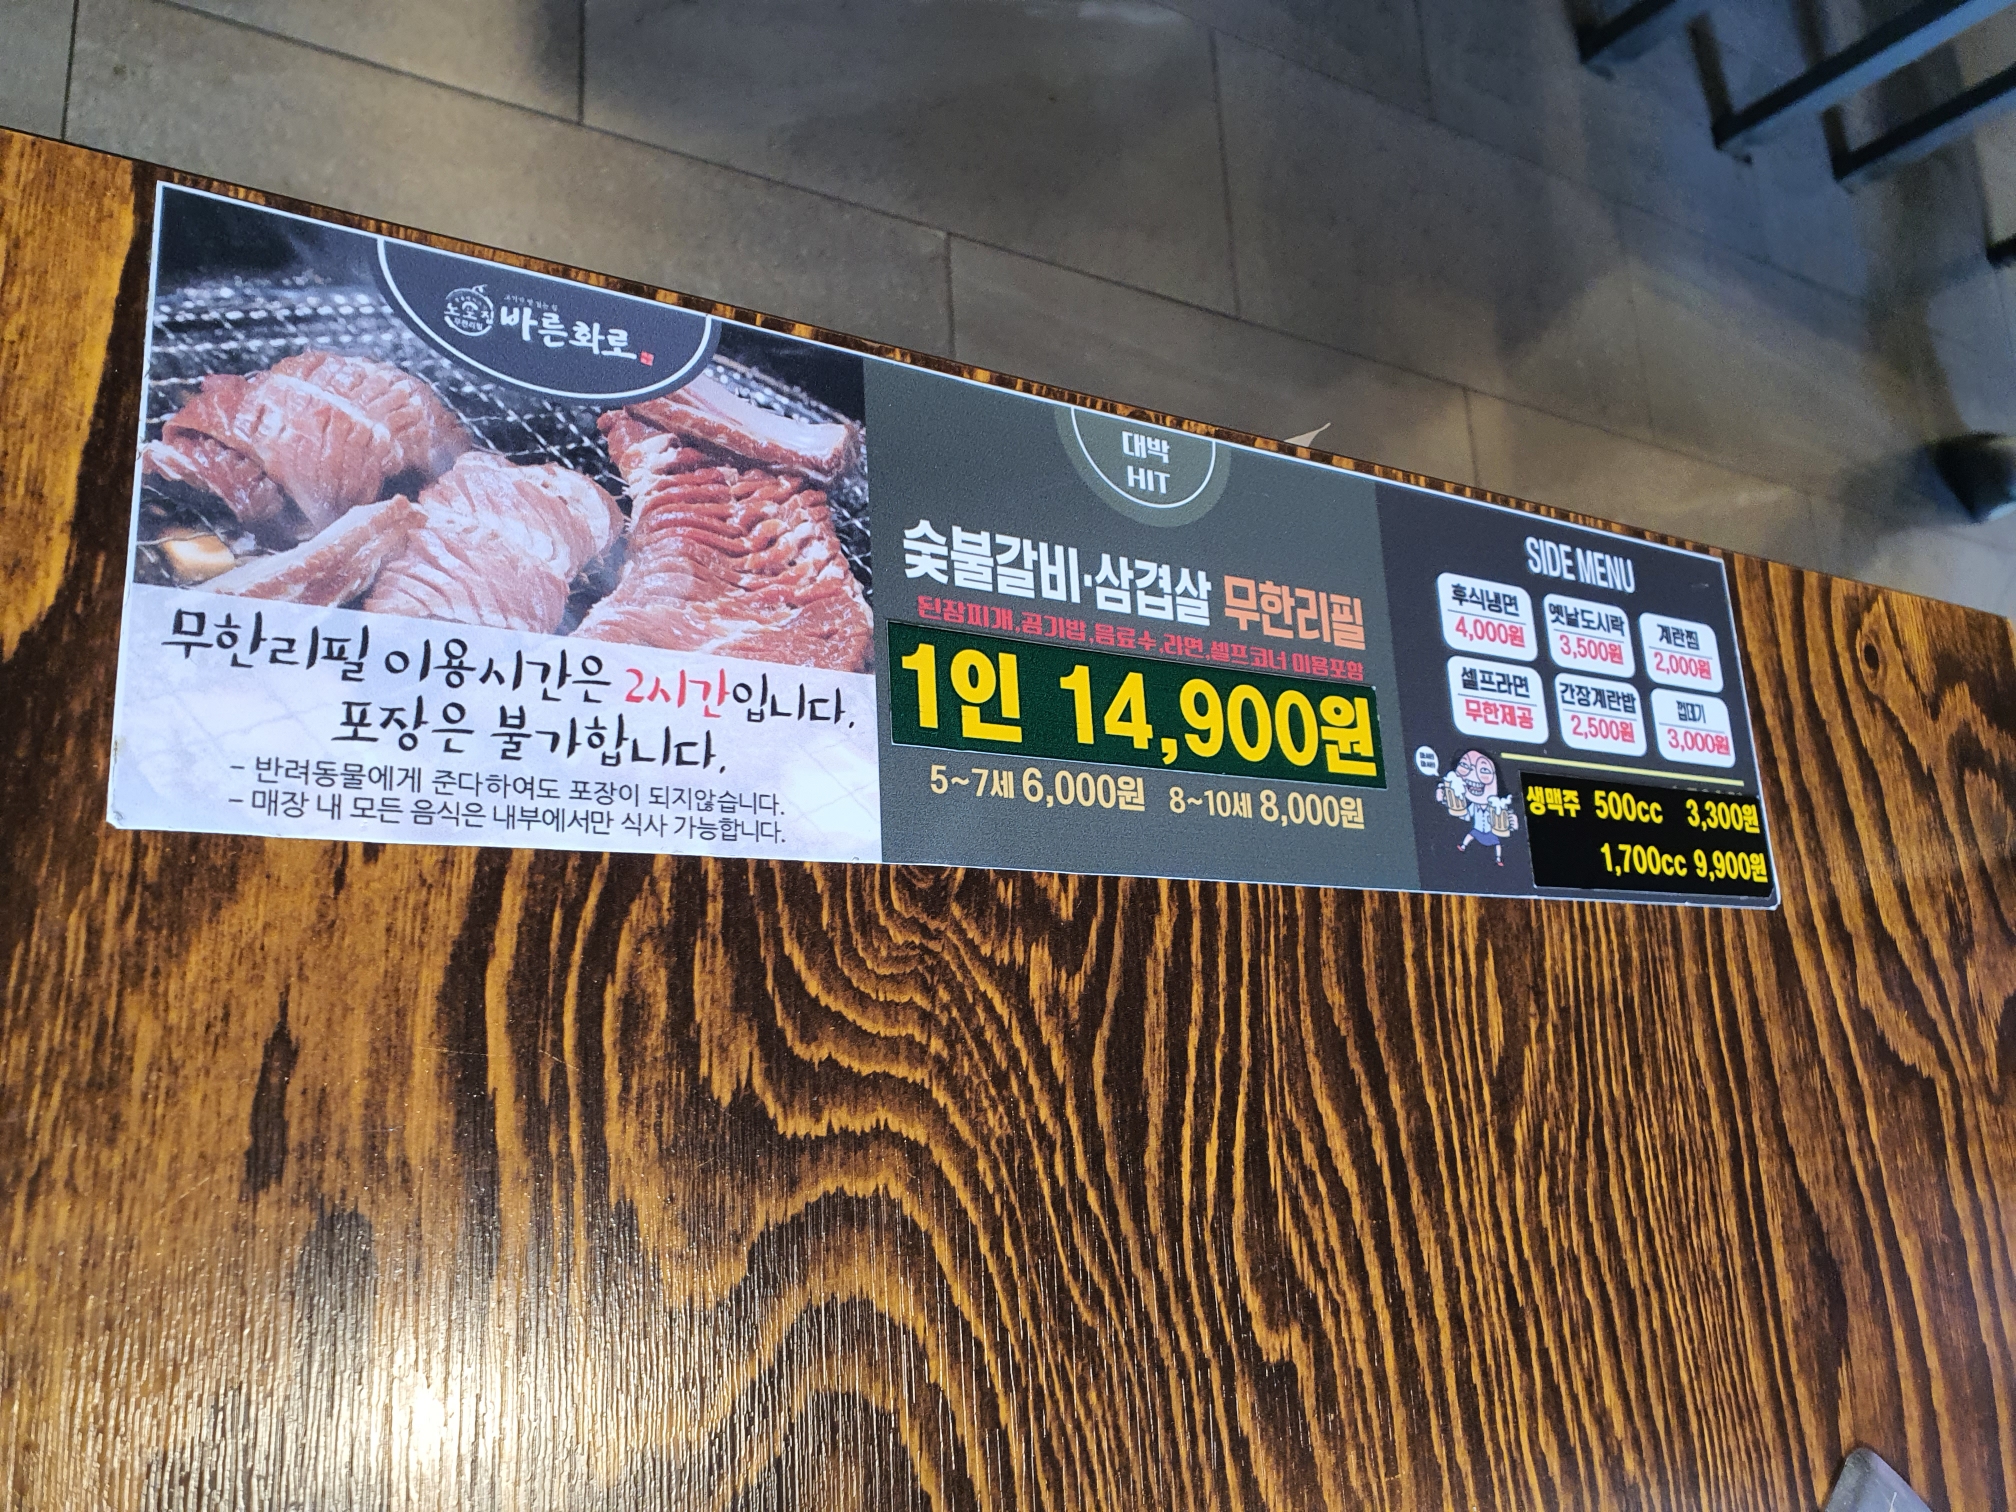 바른화로
무한리필 이용시간은 2시간입니다.
포장은 불가합니다.
- 반려동물에게 준다하여도 포장이 되지않습니다.
- 매장 내 모든 음식은 내부에서만 식사 가능합니다.
대박
HIT
숯불갈비·삼겹살 무한리필
된장찌개,공기밥,음료수,라면,셀프코너 이용포함
1인 14,900원
5~7세 6,000원 8~10세 8,000원
SIDE MENU
후식냉면
4,000원
옛날도시락
3,500원
계란찜
2,000원
셀프라면
무한제공
간장계란밥
2,500원
껍데기
3,000원
생맥주 500cc 3,300원
1,700cc 9,900원